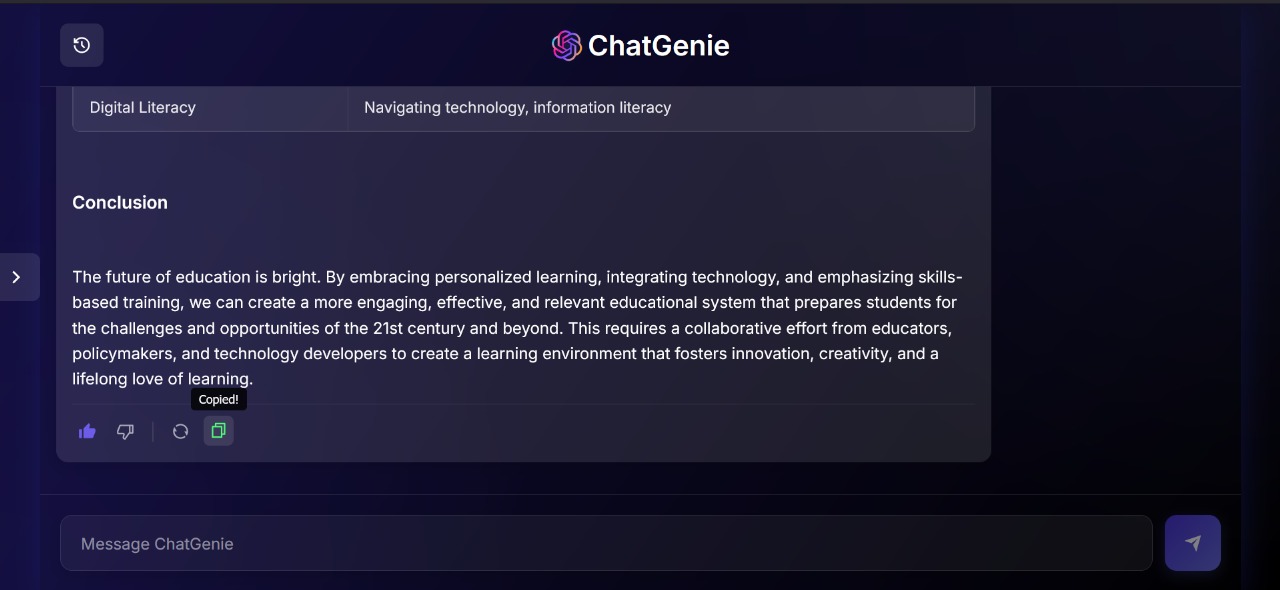 ChatGenie
Digital Literacy Navigating technology, information literacy
Conclusion
The future of education is bright. By embracing personalized learning, integrating technology, and emphasizing skills-
based training, we can create a more engaging, effective, and relevant educational system that prepares students for
the challenges and opportunities of the 21st century and beyond. This requires a collaborative effort from educators,
policymakers, and technology developers to create a learning environment that fosters innovation, creativity, and a
lifelong love of learning.
Copied!
Message ChatGenie